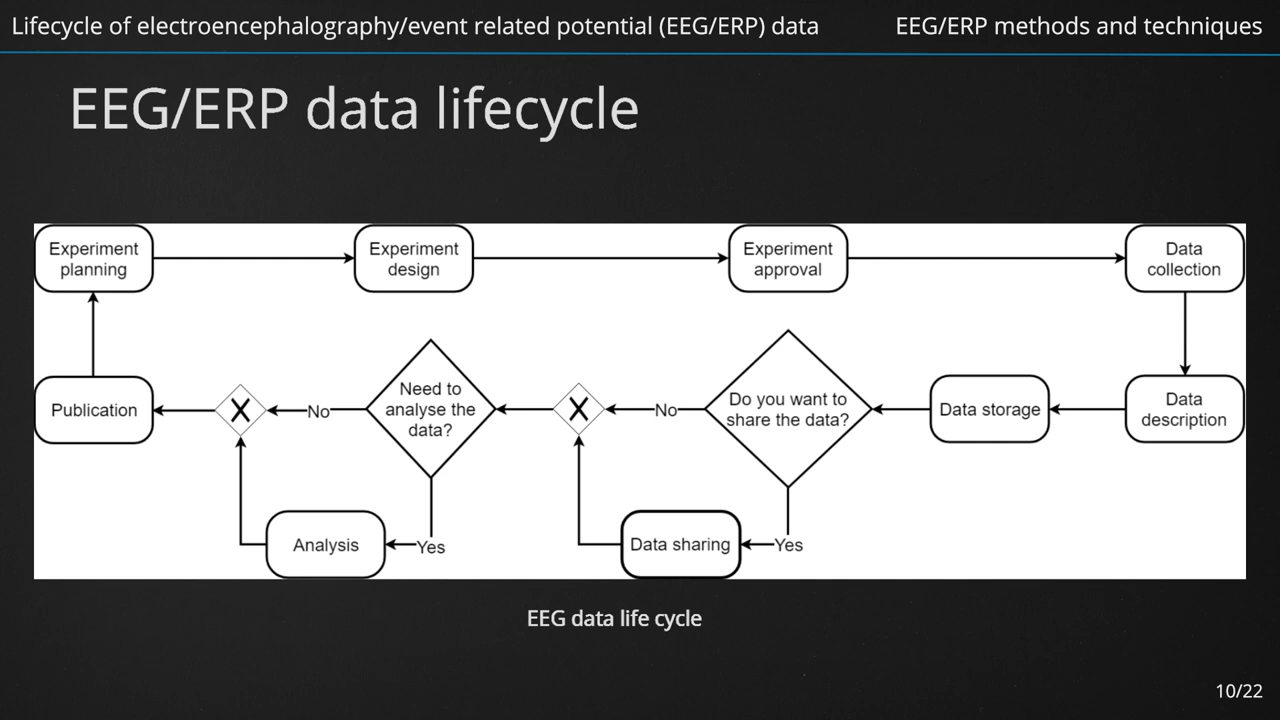 Lifecycle of electroencephalography/event related potential (EEG/ERP) data
EEG/ERP methods and techniques
EEG/ERP data lifecycle
Experiment
planning
Experiment
design
Experiment
approval
Data
collection
Publication
X
No
Need to
analyse the
data?
X
No
Do you want to
share the data?
Data storage
Data
description
Analysis
Yes
Data sharing
Yes
EEG data life cycle
10/22